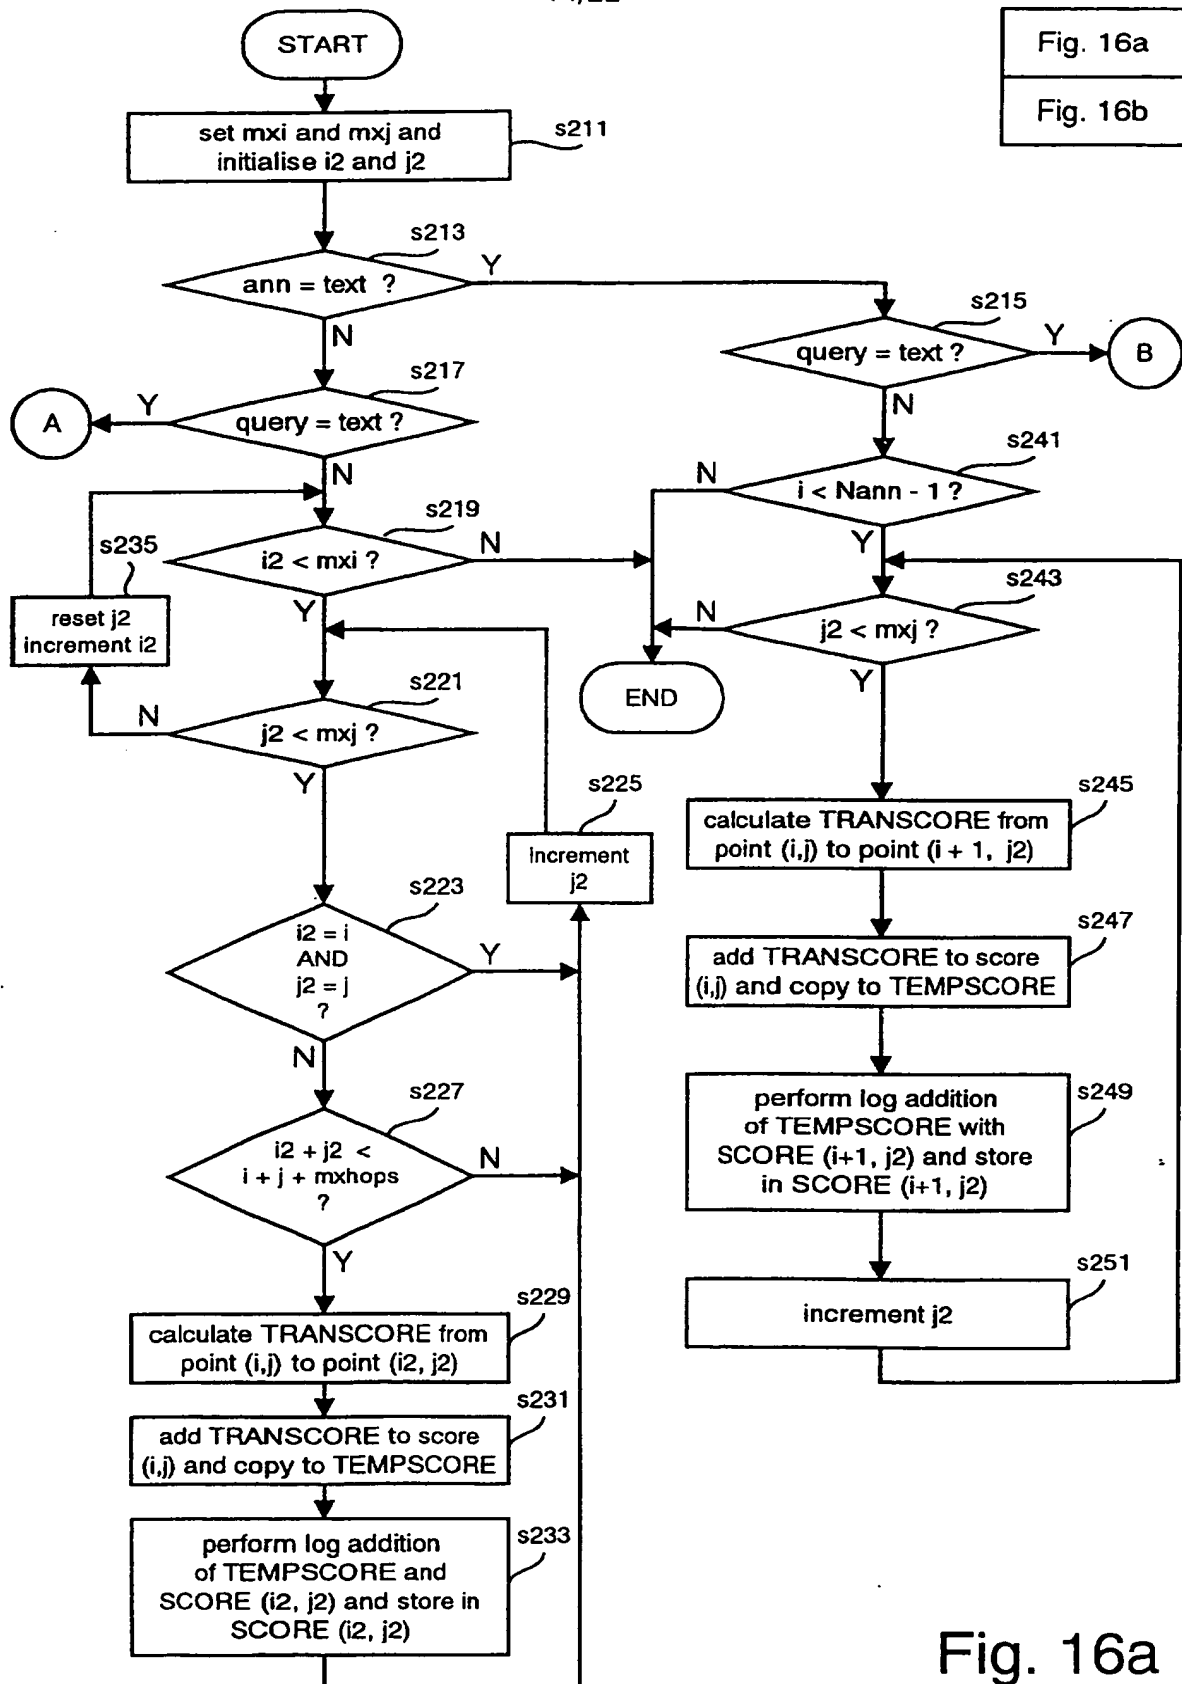 START
Fig. 16a
Fig. 16b
set mxi and mxj and
initialise i2 and j2
s211
s213
ann = text ?
Y
N
s215
query = text ?
Y
B
N
s217
query = text ?
Y
A
N
s241
i < Nann - 1 ?
N
Y
s219
i2 < mxi ?
N
Y
s235
reset j2
increment i2
s243
j2 < mxj ?
N
Y
END
s221
j2 < mxj ?
N
Y
s225
increment
j2
s245
calculate TRANSCORE from
point (i,j) to point (i + 1, j2)
s223
i2 = i
AND
j2 = j
?
Y
N
s247
add TRANSCORE to score
(i,j) and copy to TEMPSCORE
s227
i2 + j2 <
i + j + mxhops
?
N
Y
s249
perform log addition
of TEMPSCORE with
SCORE (i+1, j2) and store
in SCORE (i+1, j2)
s251
increment j2
s229
calculate TRANSCORE from
point (i,j) to point (i2, j2)
s231
add TRANSCORE to score
(i,j) and copy to TEMPSCORE
s233
perform log addition
of TEMPSCORE and
SCORE (i2, j2) and store in
SCORE (i2, j2)
Fig. 16a